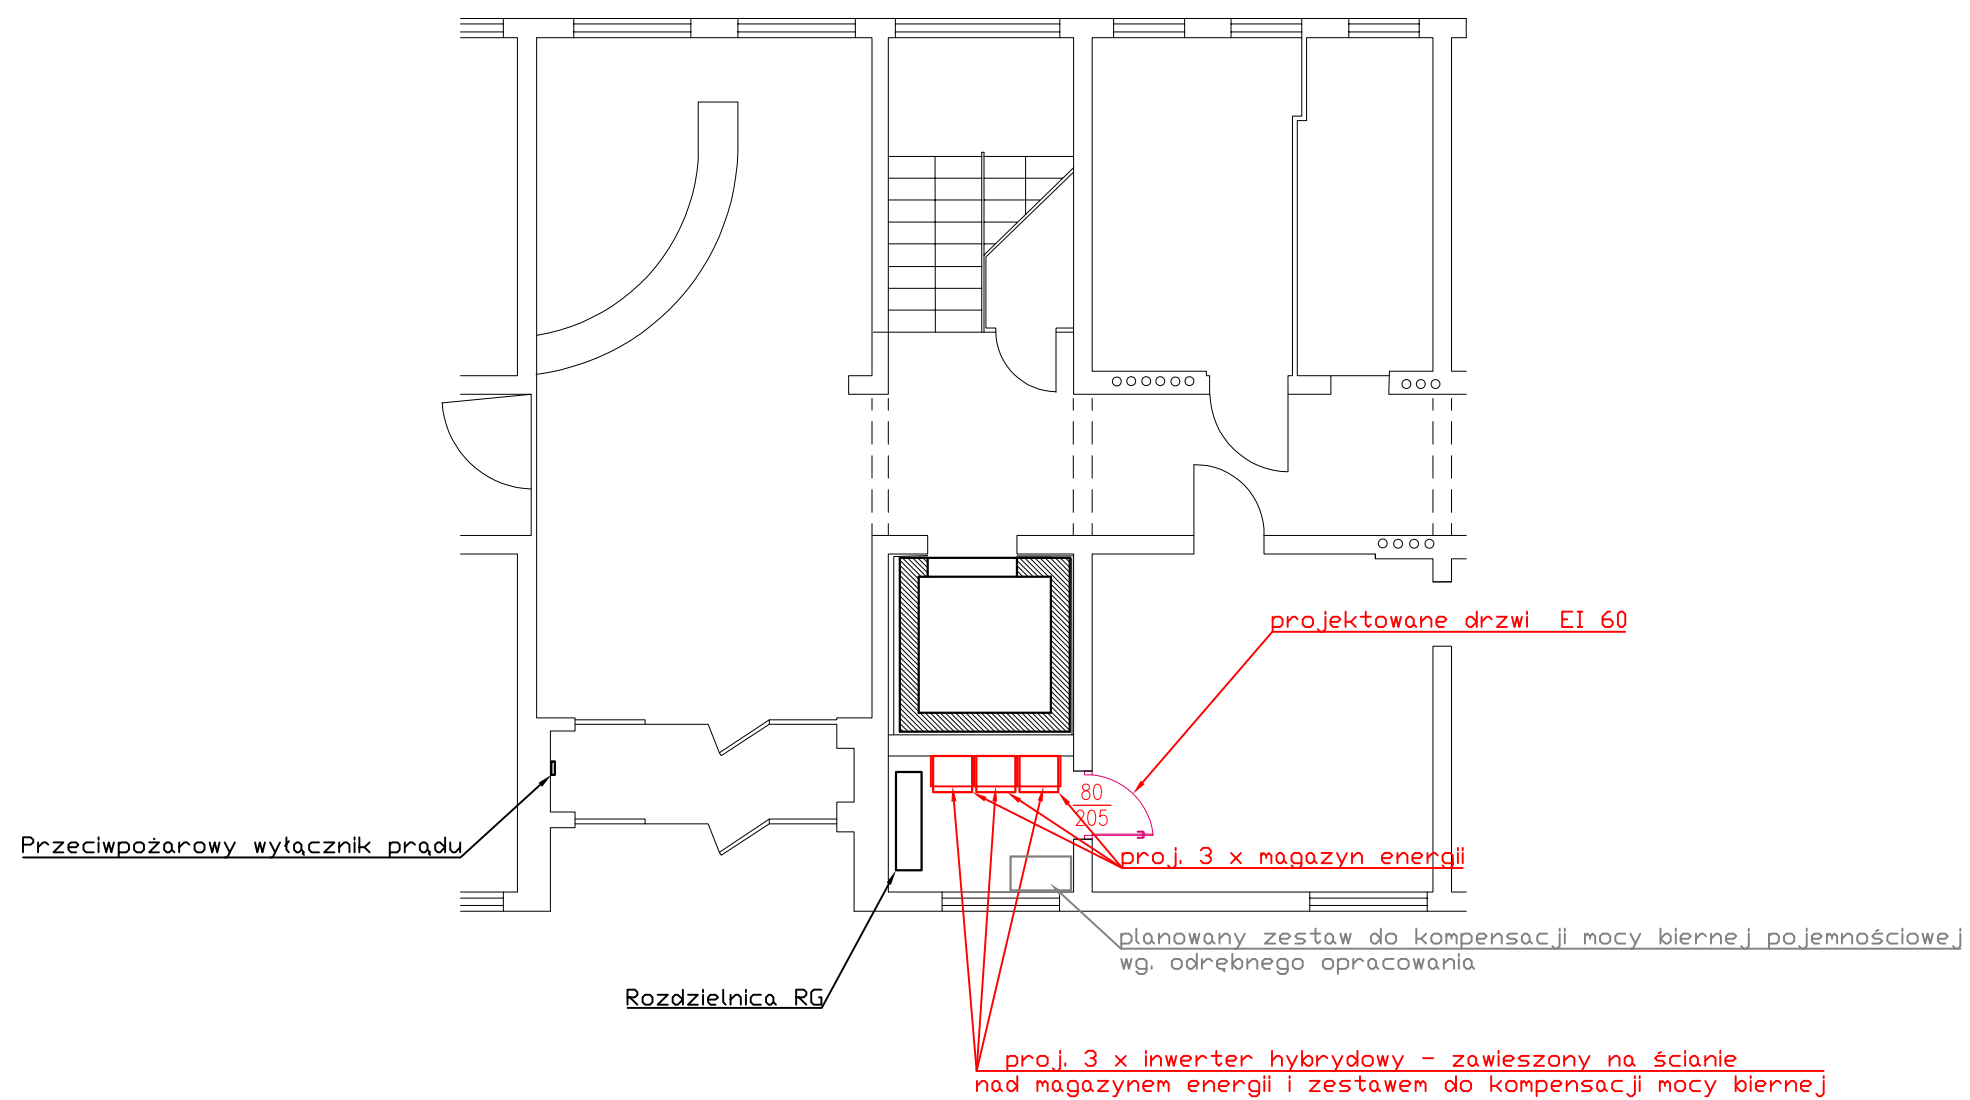 projektowane drzwi EI 60
80
205
Przeciwpożarowy wyłącznik prądu
proj. 3 x magazyn energii
planowany zestaw do kompensacji mocy biernej pojemnościowej
wg. odrębnego opracowania
Rozdzielnica RG
proj. 3 x inwerter hybrydowy - zawieszony na ścianie
nad magazynem energii i zestawem do kompensacji mocy biernej